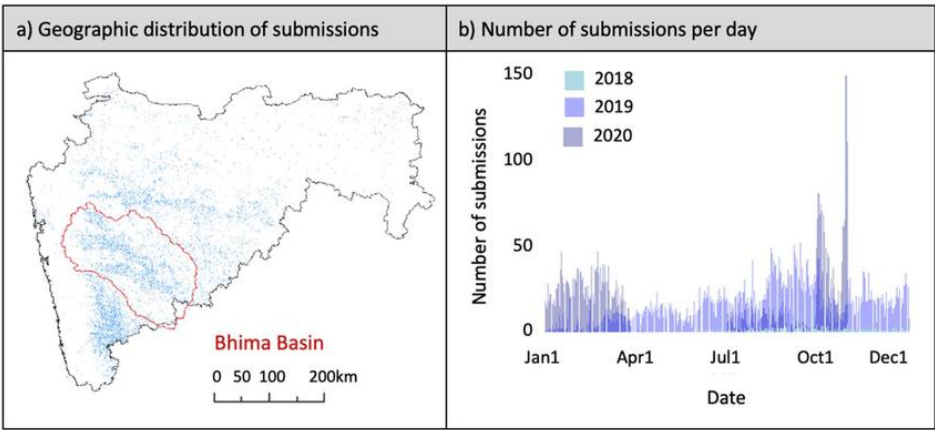 a) Geographic distribution of submissions
Bhima Basin
0 50 100 200km
b) Number of submissions per day
Number of submissions
150
100
50
0
2018
2019
2020
Jan1 Apr1 Jul1 Oct1 Dec1
Date